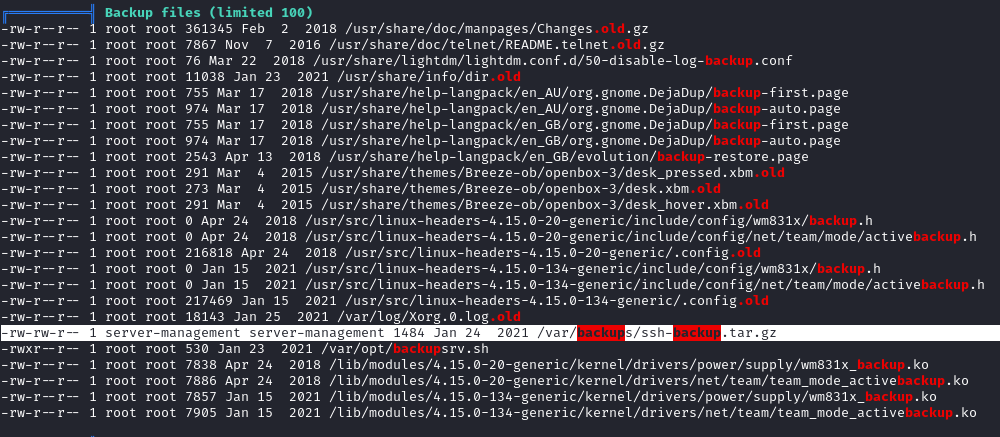 Backup files (limited 100)
-rw-r--r-- 1 root root 361345 Feb  2  2018 /usr/share/doc/manpages/Changes.old.gz
-rw-r--r-- 1 root root 7867 Nov  7  2016 /usr/share/doc/telnet/README.telnet.old.gz
-rw-r--r-- 1 root root 76 Mar 22  2018 /usr/share/lightdm/lightdm.conf.d/50-disable-log-backup.conf
-rw-r--r-- 1 root root 11038 Jan 23  2021 /usr/share/info/dir.old
-rw-r--r-- 1 root root 755 Mar 17  2018 /usr/share/help-langpack/en_AU/org.gnome.DejaDup/backup-first.page
-rw-r--r-- 1 root root 974 Mar 17  2018 /usr/share/help-langpack/en_AU/org.gnome.DejaDup/backup-auto.page
-rw-r--r-- 1 root root 755 Mar 17  2018 /usr/share/help-langpack/en_GB/org.gnome.DejaDup/backup-first.page
-rw-r--r-- 1 root root 974 Mar 17  2018 /usr/share/help-langpack/en_GB/org.gnome.DejaDup/backup-auto.page
-rw-r--r-- 1 root root 2543 Apr 13  2018 /usr/share/help-langpack/en_GB/evolution/backup-restore.page
-rw-r--r-- 1 root root 291 Mar  4  2015 /usr/share/themes/Breeze-ob/openbox-3/desk_pressed.xbm.old
-rw-r--r-- 1 root root 273 Mar  4  2015 /usr/share/themes/Breeze-ob/openbox-3/desk.xbm.old
-rw-r--r-- 1 root root 291 Mar  4  2015 /usr/share/themes/Breeze-ob/openbox-3/desk_hover.xbm.old
-rw-r--r-- 1 root root 0 Apr 24  2018 /usr/src/linux-headers-4.15.0-20-generic/include/config/wm831x/backup.h
-rw-r--r-- 1 root root 0 Apr 24  2018 /usr/src/linux-headers-4.15.0-20-generic/include/config/net/team/mode/activebackup.h
-rw-r--r-- 1 root root 216818 Apr 24  2018 /usr/src/linux-headers-4.15.0-20-generic/.config.old
-rw-r--r-- 1 root root 0 Jan 15  2021 /usr/src/linux-headers-4.15.0-134-generic/include/config/wm831x/backup.h
-rw-r--r-- 1 root root 0 Jan 15  2021 /usr/src/linux-headers-4.15.0-134-generic/include/config/net/team/mode/activebackup.h
-rw-r--r-- 1 root root 217469 Jan 15  2021 /usr/src/linux-headers-4.15.0-134-generic/.config.old
-rw-r--r-- 1 root root 18143 Jan 25  2021 /var/log/Xorg.0.log.old
-rw-rw-r-- 1 server-management server-management 1484 Jan 24  2021 /var/backups/ssh-backup.tar.gz
-rwxr--r-- 1 root root 530 Jan 23  2021 /var/opt/backupsrv.sh
-rw-r--r-- 1 root root 7838 Apr 24  2018 /lib/modules/4.15.0-20-generic/kernel/drivers/power/supply/wm831x_backup.ko
-rw-r--r-- 1 root root 7886 Apr 24  2018 /lib/modules/4.15.0-20-generic/kernel/drivers/net/team/team_mode_activebackup.ko
-rw-r--r-- 1 root root 7857 Jan 15  2021 /lib/modules/4.15.0-134-generic/kernel/drivers/power/supply/wm831x_backup.ko
-rw-r--r-- 1 root root 7905 Jan 15  2021 /lib/modules/4.15.0-134-generic/kernel/drivers/net/team/team_mode_activebackup.ko